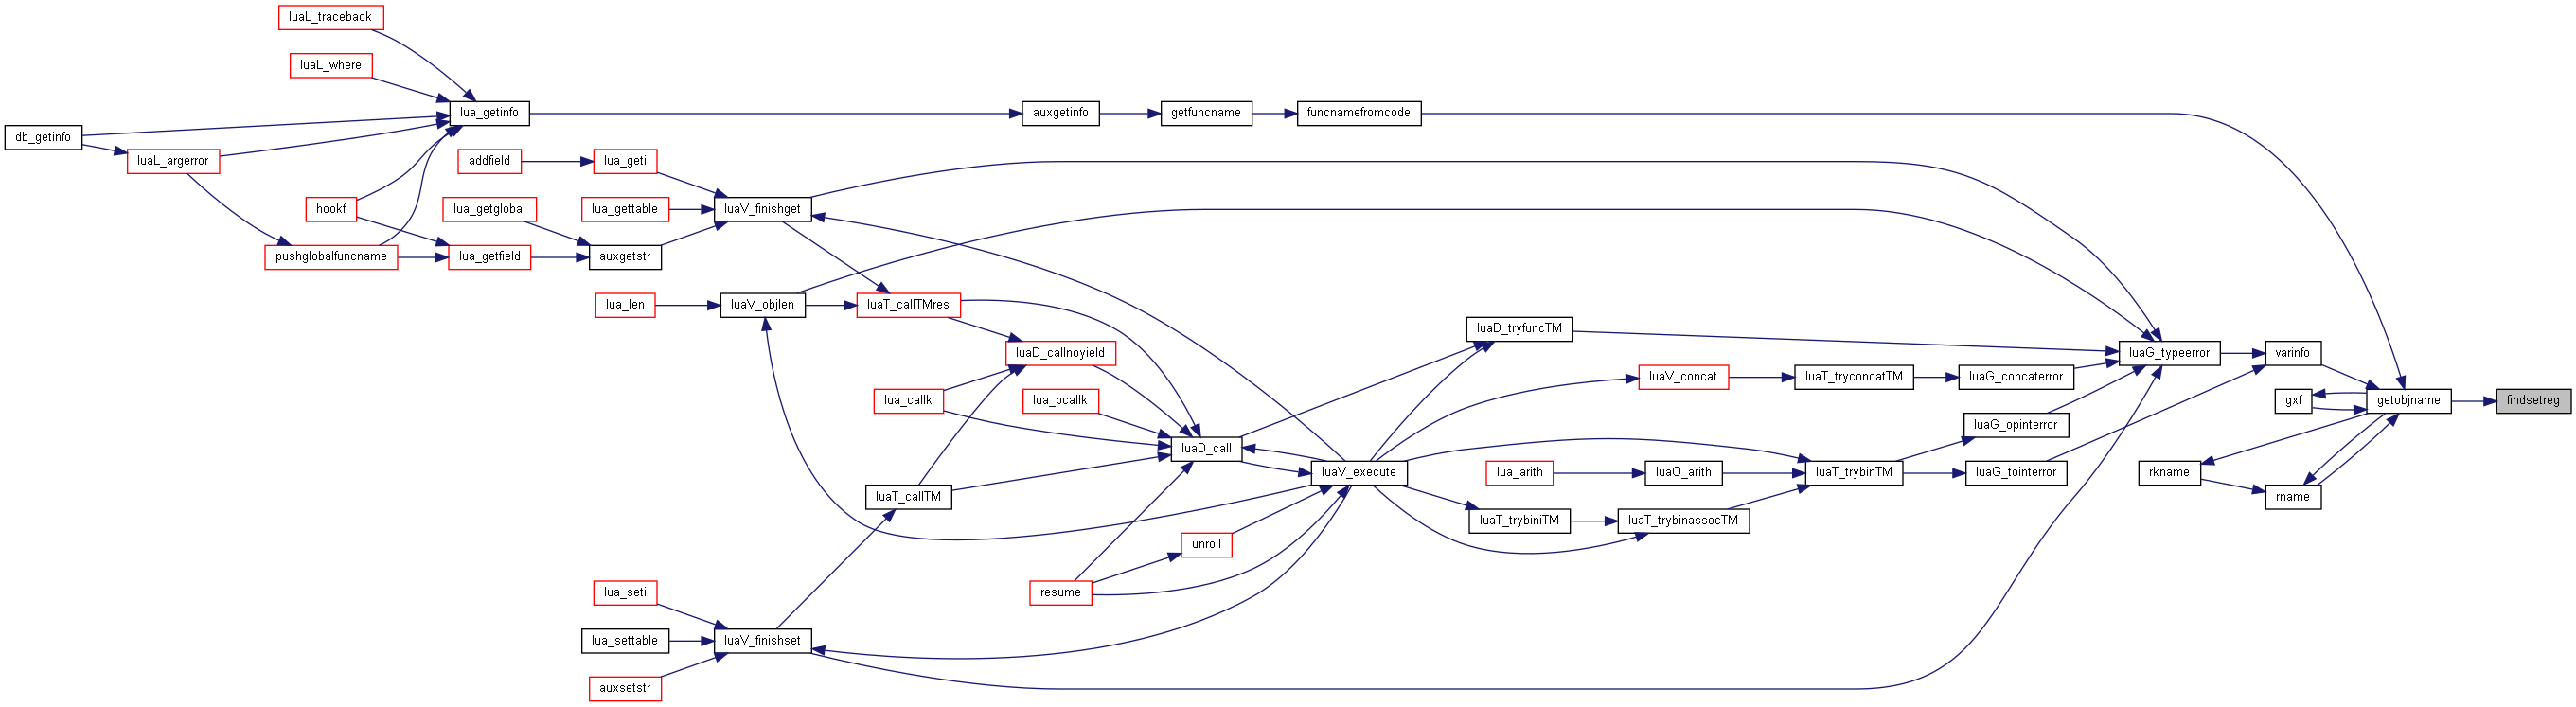 luaL_traceback
luaL_where
lua_getinfo
auxgetinfo
getfuncname
funcnamefromcode
db_getinfo
luaL_argerror
addfield
lua_geti
hookf
lua_getglobal
lua_gettable
luaV_finishget
pushglobalfuncname
lua_getfield
auxgetstr
lua_len
luaV_objlen
luaT_callTMres
luaD_tryfuncTM
luaD_callnoyield
luaG_typeerror
varinfo
luaV_concat
luaT_tryconcatTM
luaG_concaterror
lua_callk
lua_pcallk
gxf
getobjname
findsetreg
luaG_opinterror
luaD_call
luaV_execute
lua_arith
luaO_arith
luaT_trybinTM
luaG_tointerror
rkname
luaT_callTM
rname
luaT_trybiniTM
luaT_trybinassocTM
unroll
lua_seti
resume
lua_settable
luaV_finishset
auxsetstr